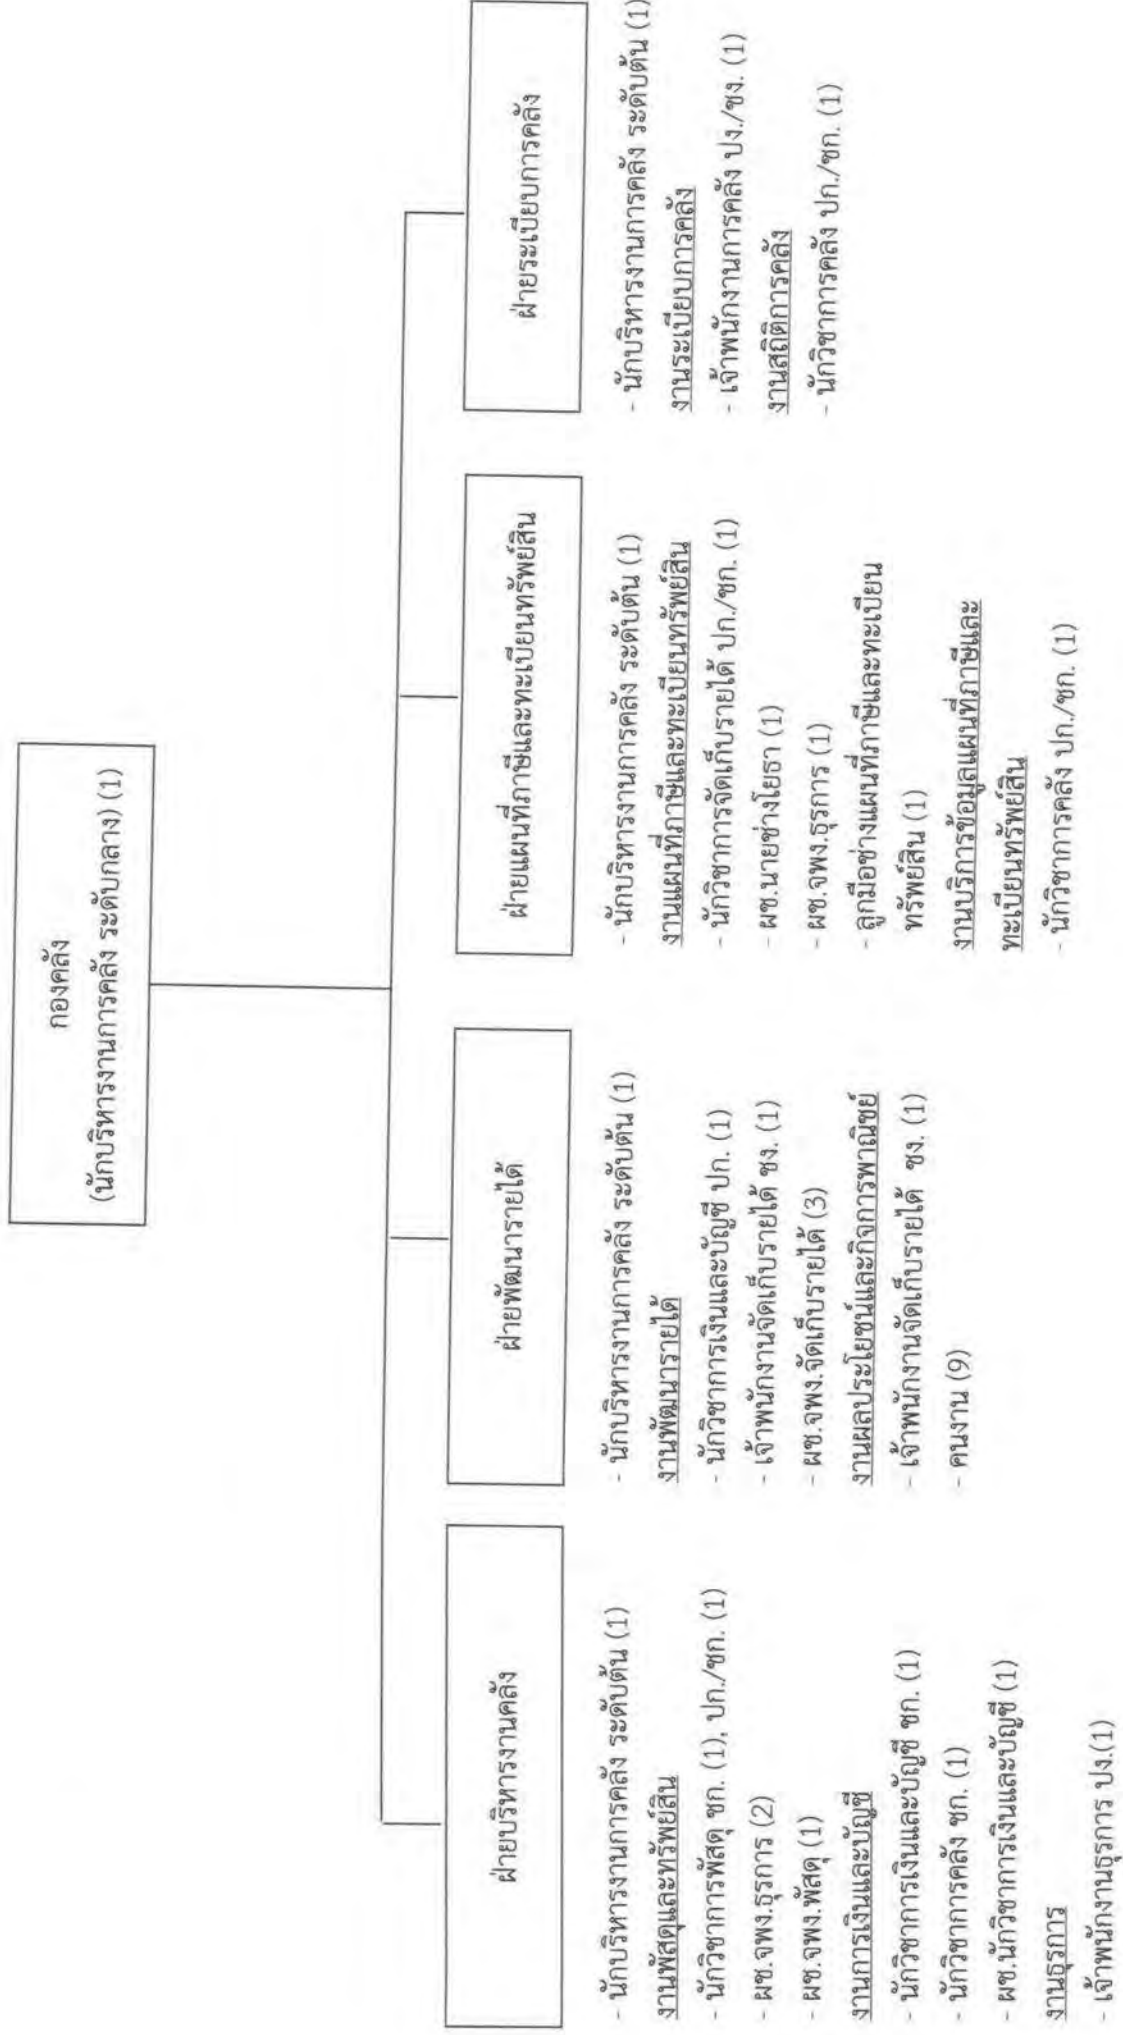 กองคลัง
(นักบริหารงานการคลัง ระดับกลาง) (1)
ฝ่ายบริหารงานคลัง
- นักบริหารงานการคลัง ระดับต้น (1)
งานพัสดุและทรัพย์สิน
- นักวิชาการพัสดุ ชก. (1), ปก./ชก. (1)
- ผช.จพง.ธุรการ (2)
- ผช.จพง.พัสดุ (1)
งานการเงินและบัญชี
- นักวิชาการเงินและบัญชี ชก. (1)
- นักวิชาการคลัง ชก. (1)
- ผช.นักวิชาการเงินและบัญชี (1)
งานธุรการ
- เจ้าพนักงานธุรการ ปง.(1)
ฝ่ายพัฒนารายได้
- นักบริหารงานการคลัง ระดับต้น (1)
งานพัฒนารายได้
- นักวิชาการเงินและบัญชี ปก. (1)
- เจ้าพนักงานจัดเก็บรายได้ ชง. (1)
- ผช.จพง.จัดเก็บรายได้ (3)
งานผลประโยชน์และกิจการพาณิชย์
- เจ้าพนักงานจัดเก็บรายได้ ชง. (1)
- คนงาน (9)
ฝ่ายแผนที่ภาษีและทะเบียนทรัพย์สิน
- นักบริหารงานการคลัง ระดับต้น (1)
งานแผนที่ภาษีและทะเบียนทรัพย์สิน
- นักวิชาการจัดเก็บรายได้ ปก./ชก. (1)
- ผช.นายช่างโยธา (1)
- ผช.จพง.ธุรการ (1)
- ลูกมือช่างแผนที่ภาษีและทะเบียน
ทรัพย์สิน (1)
งานบริการข้อมูลแผนที่ภาษีและ
ทะเบียนทรัพย์สิน
- นักวิชาการคลัง ปก./ชก. (1)
ฝ่ายระเบียบการคลัง
- นักบริหารงานการคลัง ระดับต้น (1)
งานระเบียบการคลัง
- เจ้าพนักงานการคลัง ปง./ชง. (1)
งานสถิติการคลัง
- นักวิชาการคลัง ปก./ชก. (1)